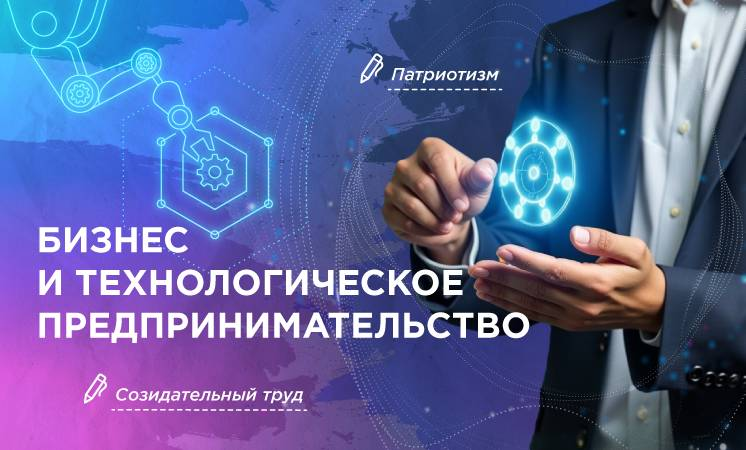 Патриотизм
БИЗНЕС
И ТЕХНОЛОГИЧЕСКОЕ
ПРЕДПРИНИМАТЕЛЬСТВО
Созидательный труд